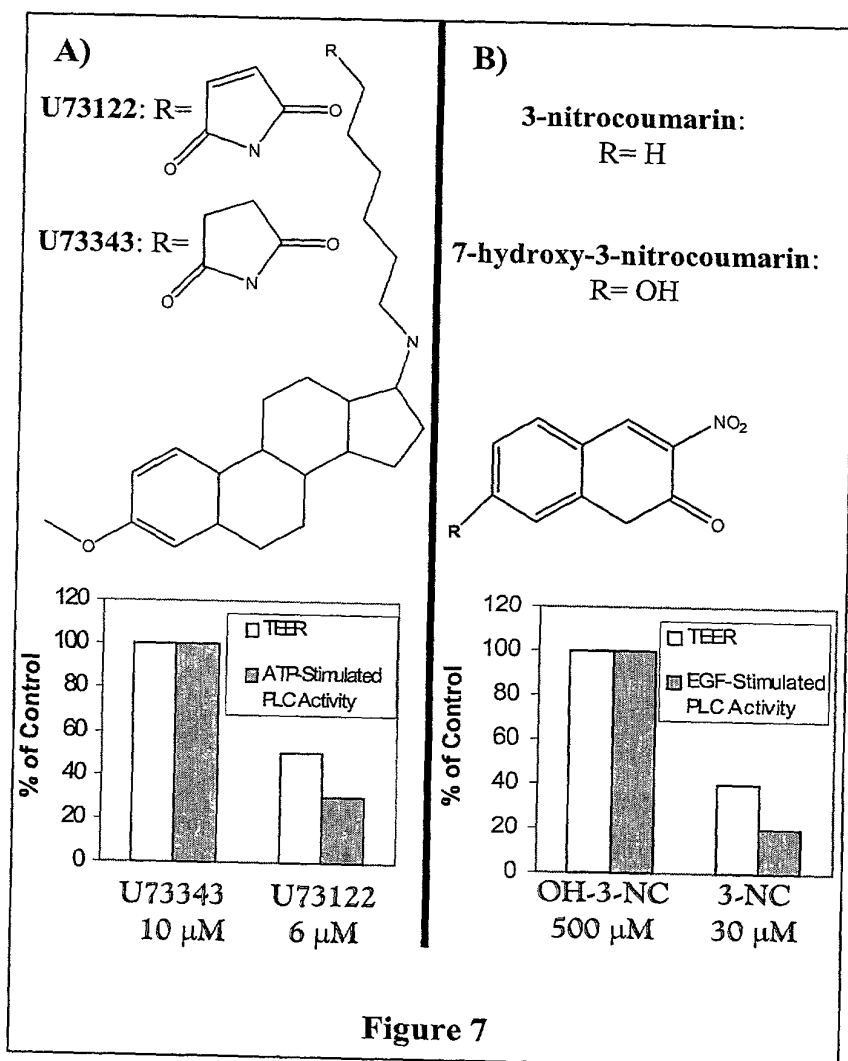 A)
U73122: R=
O
O
N
U73343: R=
O
O
N
R
N
O
120
100
80
60
40
20
0
% of Control
TEER
ATP-Stimulated
PLC Activity
U73343
10 μM
U73122
6 μM
B)
3-nitrocoumarin:
R= H
7-hydroxy-3-nitrocoumarin:
R= OH
NO₂
O
R
120
100
80
60
40
20
0
% of Control
TEER
EGF-Stimulated
PLC Activity
OH-3-NC
500 μM
3-NC
30 μM
Figure 7